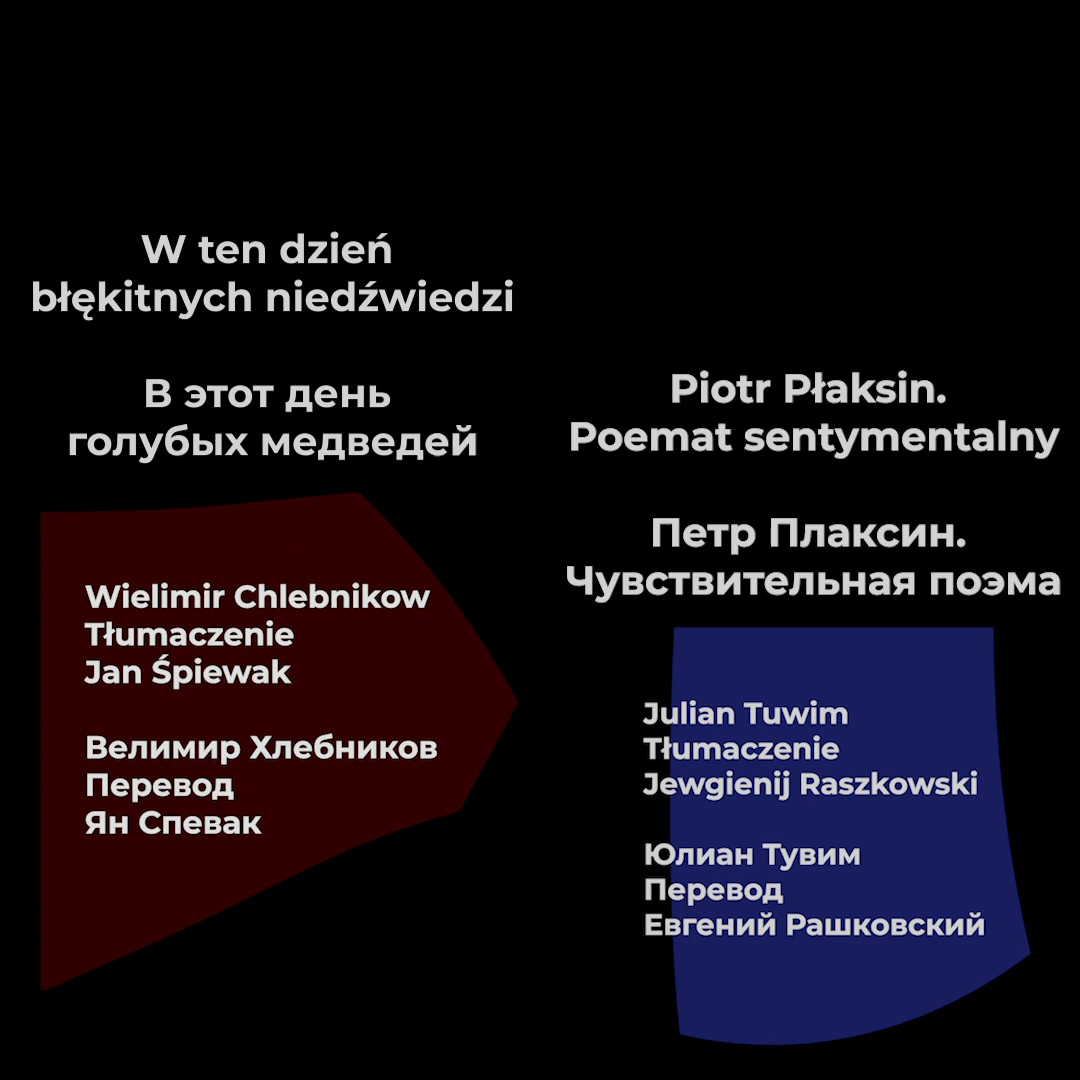 W ten dzień
błękitnych niedźwiedzi
В этот день
голубых медведей
Wielimir Chlebnikow
Tłumaczenie
Jan Śpiewak
Велимир Хлебников
Перевод
Ян Спевак
Piotr Płaksin.
Poemat sentymentalny
Петр Плаксин.
Чувствительная поэма
Julian Tuwim
Tłumaczenie
Jewgienij Raszkowski
Юлиан Тувим
Перевод
Евгений Рашковский